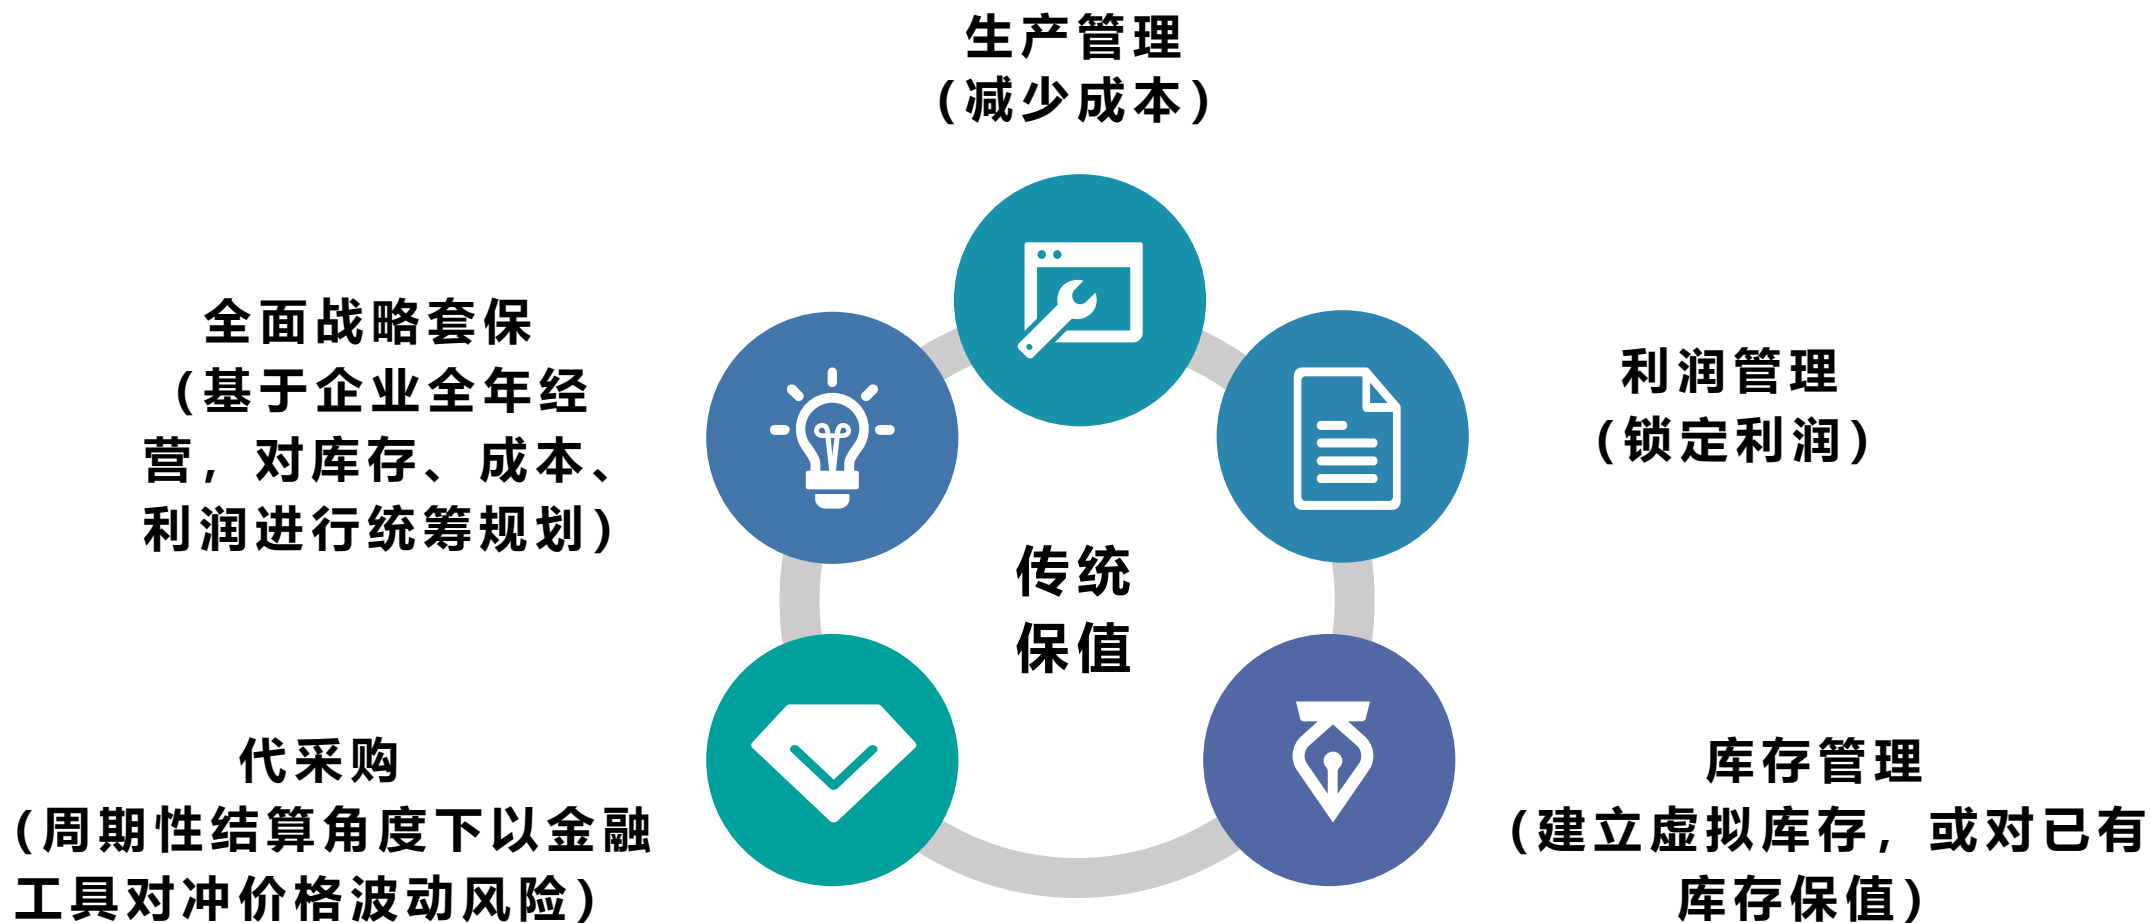 生产管理
（减少成本）
全面战略套保
（基于企业全年经
营，对库存、成本、
利润进行统筹规划）
利润管理
（锁定利润）
传统
保值
代采购
（周期性结算角度下以金融
工具对冲价格波动风险）
库存管理
（建立虚拟库存，或对已有
库存保值）